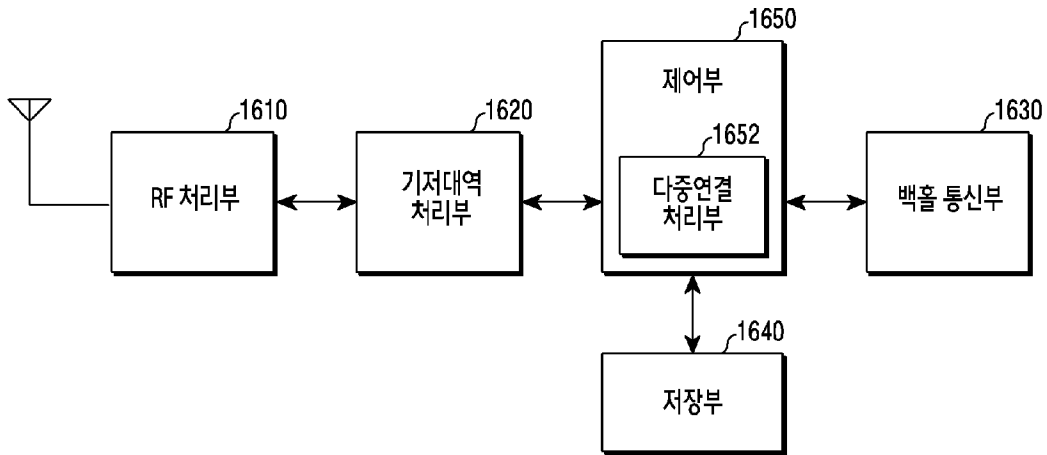 1650
제어부
1610
RF 처리부
1620
기저대역
처리부
1652
다중연결
처리부
1630
백홀 통신부
1640
저장부